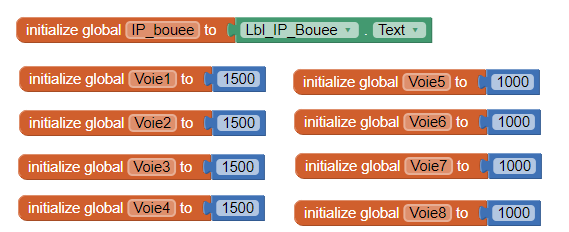 initialize global IP_bouee to Lbl_IP_Bouee . Text
initialize global Voie1 to 1500
initialize global Voie2 to 1500
initialize global Voie3 to 1500
initialize global Voie4 to 1500
initialize global Voie5 to 1000
initialize global Voie6 to 1000
initialize global Voie7 to 1000
initialize global Voie8 to 1000